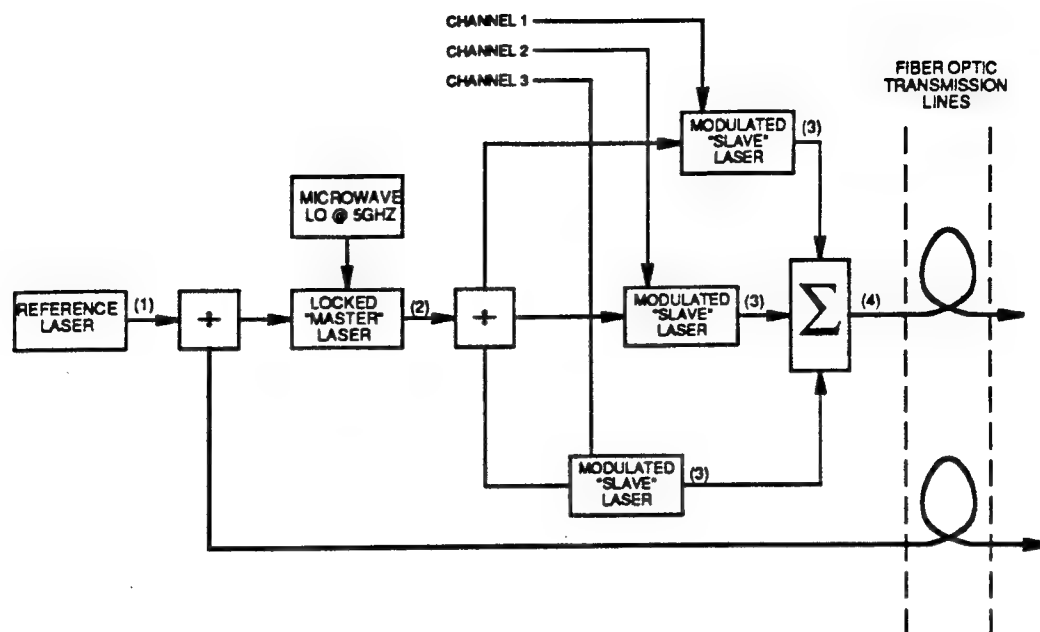 CHANNEL 1
CHANNEL 2
CHANNEL 3
FIBER OPTIC
TRANSMISSION
LINES
MODULATED
"SLAVE"
LASER
(3)
MICROWAVE
LO @ 5GHZ
REFERENCE
LASER
(1)
÷
LOCKED
"MASTER"
LASER
(2)
÷
MODULATED
"SLAVE"
LASER
(3)
Σ
(4)
MODULATED
"SLAVE"
LASER
(3)